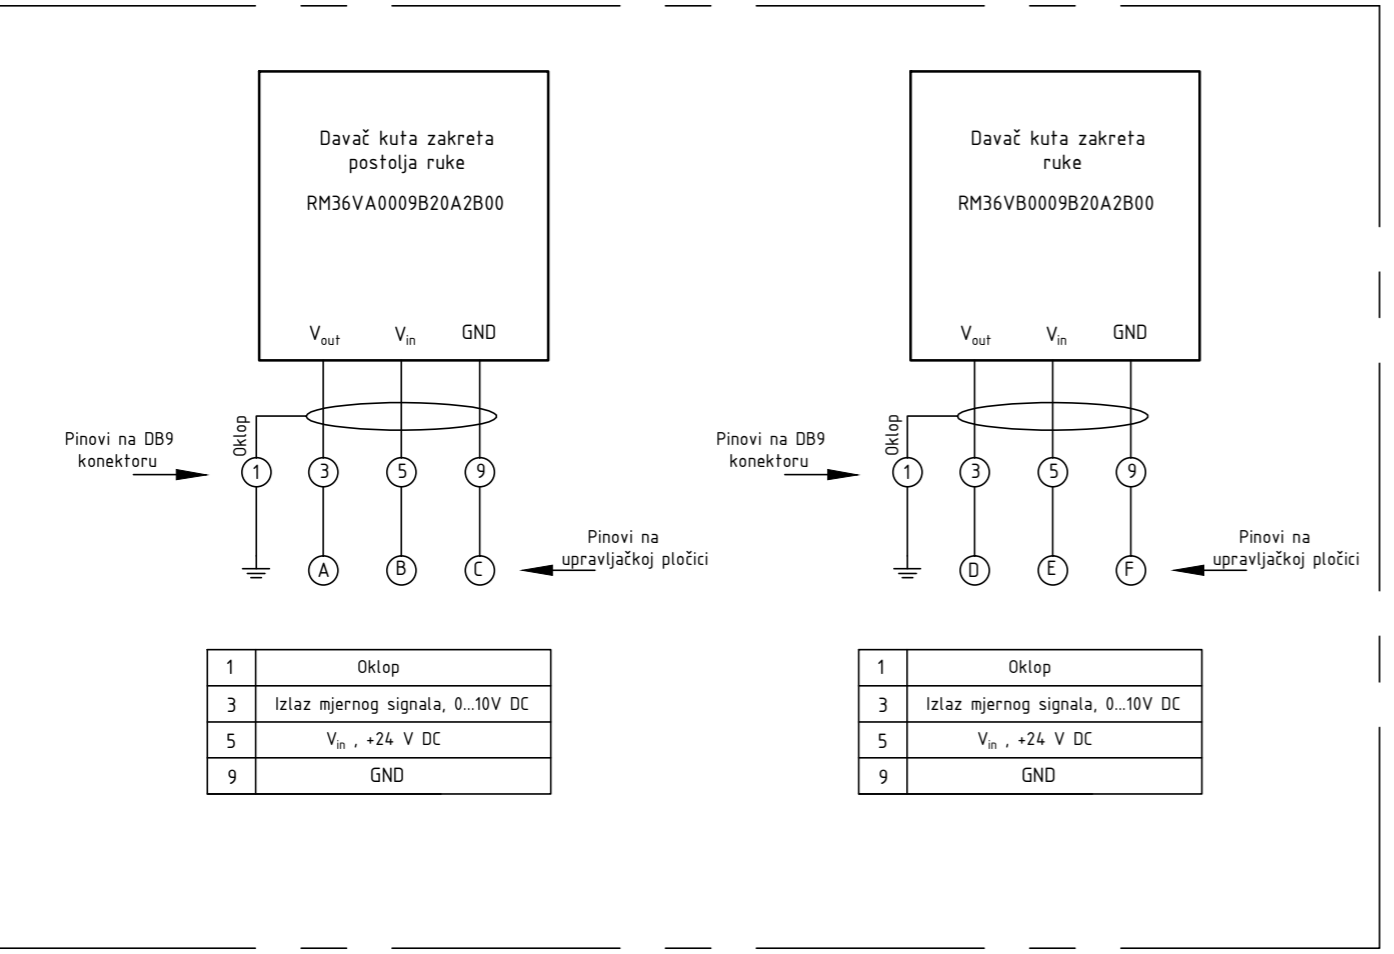 Davač kuta zakreta
postolja ruke
RM36VA0009B20A2B00
Vout Vin GND
Oklop
Pinovi na DB9
konektoru
1 3 5 9
Pinovi na
upravljačkoj pločici
A B C
1 Oklop
3 Izlaz mjernog signala, 0...10V DC
5 Vin , +24 V DC
9 GND
Davač kuta zakreta
ruke
RM36VB0009B20A2B00
Vout Vin GND
Oklop
Pinovi na DB9
konektoru
1 3 5 9
Pinovi na
upravljačkoj pločici
D E F
1 Oklop
3 Izlaz mjernog signala, 0...10V DC
5 Vin , +24 V DC
9 GND